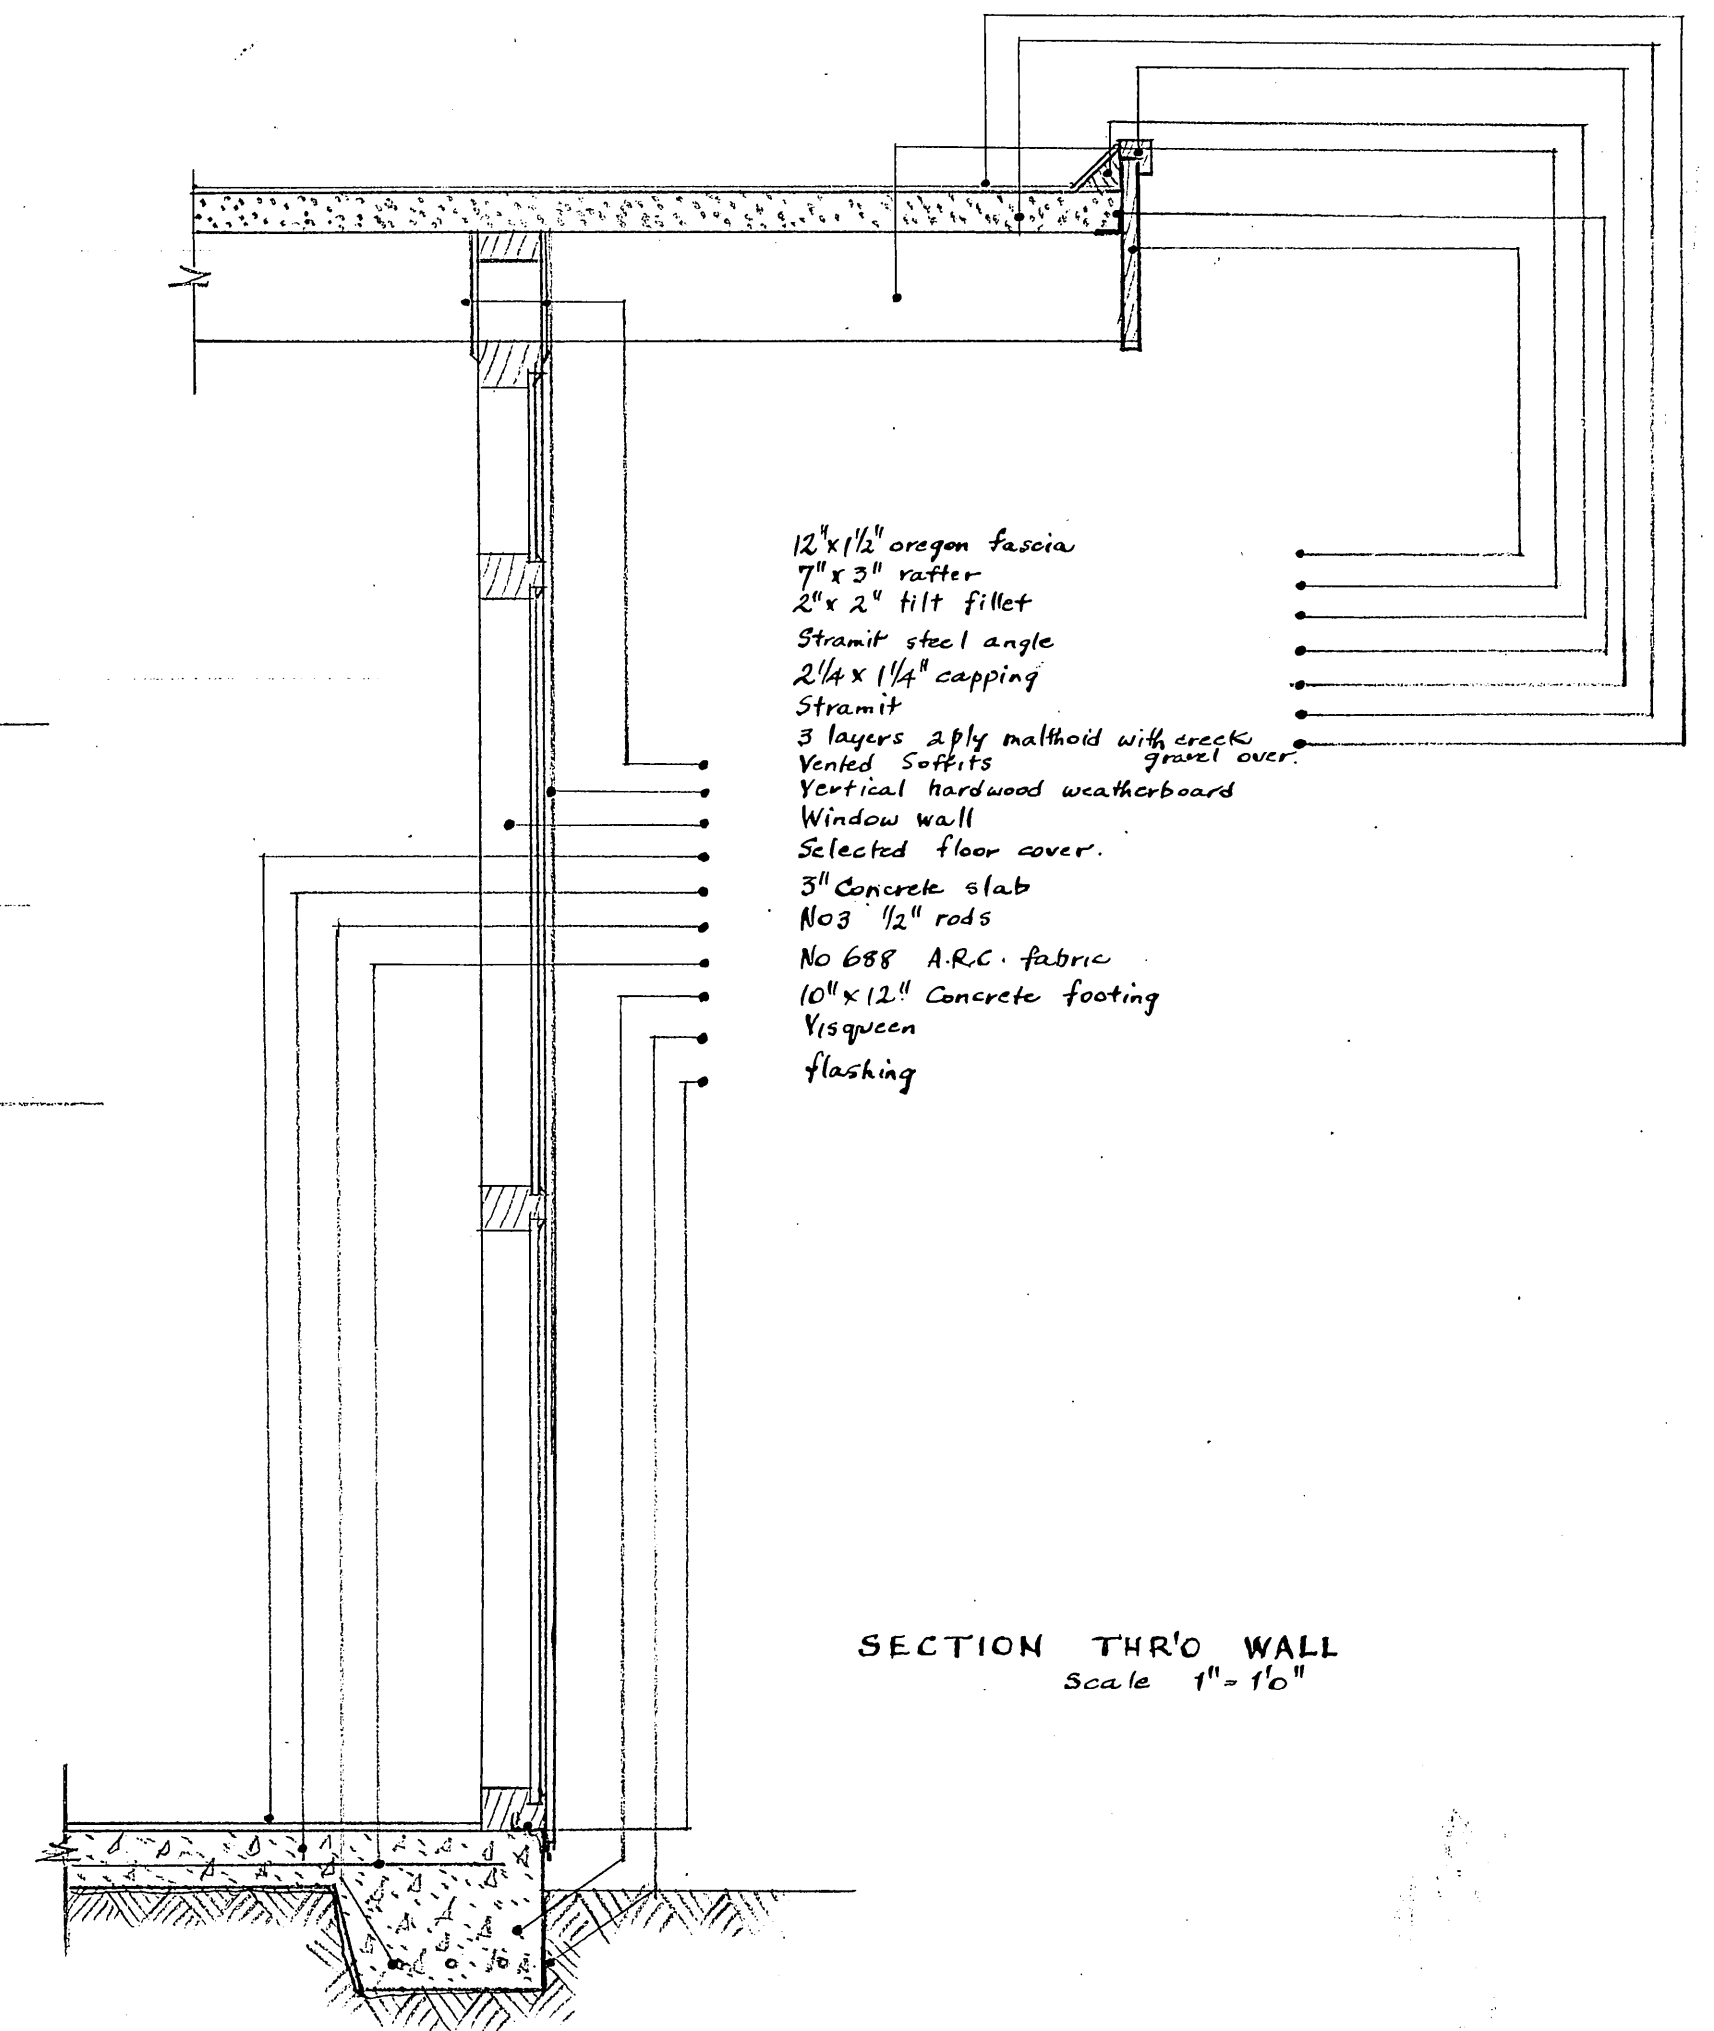 12"x1½" oregon fascia
7"x 3" rafter
2"x 2" tilt fillet
Stramit steel angle
2¼ x 1¼" capping
Stramit
3 layers 2ply malthoid with creek
gravel over.
Vented Soffits
Vertical hardwood weatherboard
Window wall
Selected floor cover.
3" Concrete slab
No3 ½" rods
No 688 A.R.C. fabric
10"x12" Concrete footing
Visqueen
flashing
SECTION THR'O WALL
Scale 1"=1'0"